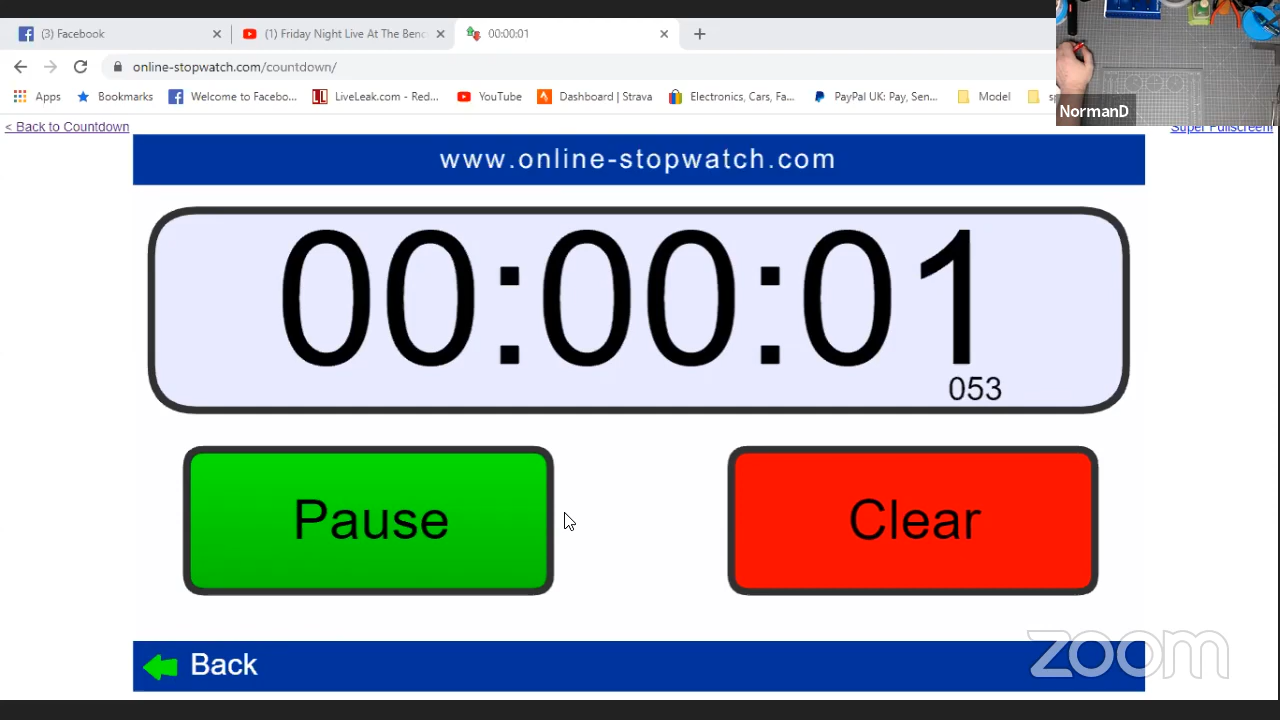 (3) Facebook
(1) Friday Night Live At The Benc
00:00:01
online-stopwatch.com/countdown/
Apps
Bookmarks
Welcome to Facebo...
LiveLeak.com - Red...
YouTube
Dashboard | Strava
Electronics, Cars, Fa...
PayPal UK: Pay, Sen...
Model
NormanD
< Back to Countdown
Super Fullscreen!
www.online-stopwatch.com
00:00:01
053
Pause
Clear
Back
zoom